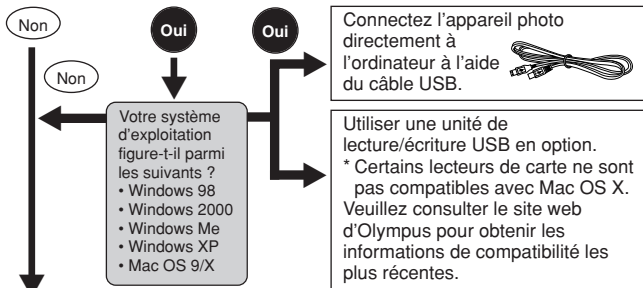 Non
Oui
Oui
Non
Votre système
d'exploitation
figure-t-il parmi
les suivants ?
• Windows 98
• Windows 2000
• Windows Me
• Windows XP
• Mac OS 9/X
Connectez l'appareil photo
directement à
l'ordinateur à l'aide
du câble USB.
Utiliser une unité de
lecture/écriture USB en option.
* Certains lecteurs de carte ne sont
pas compatibles avec Mac OS X.
Veuillez consulter le site web
d'Olympus pour obtenir les
informations de compatibilité les
plus récentes.